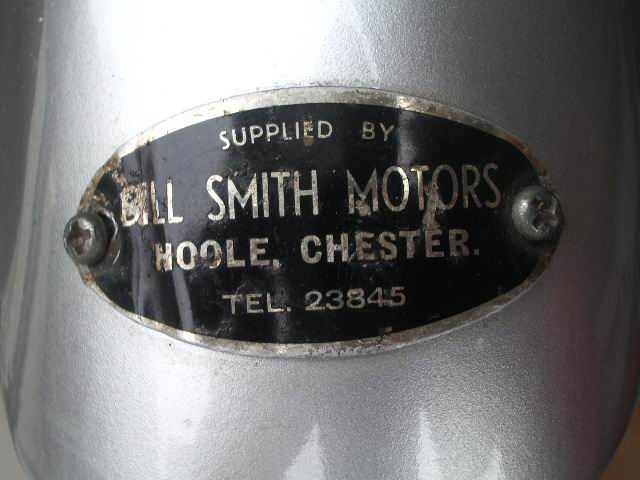 SUPPLIED BY
BILL SMITH MOTORS
HOOLE, CHESTER.
TEL. 23845